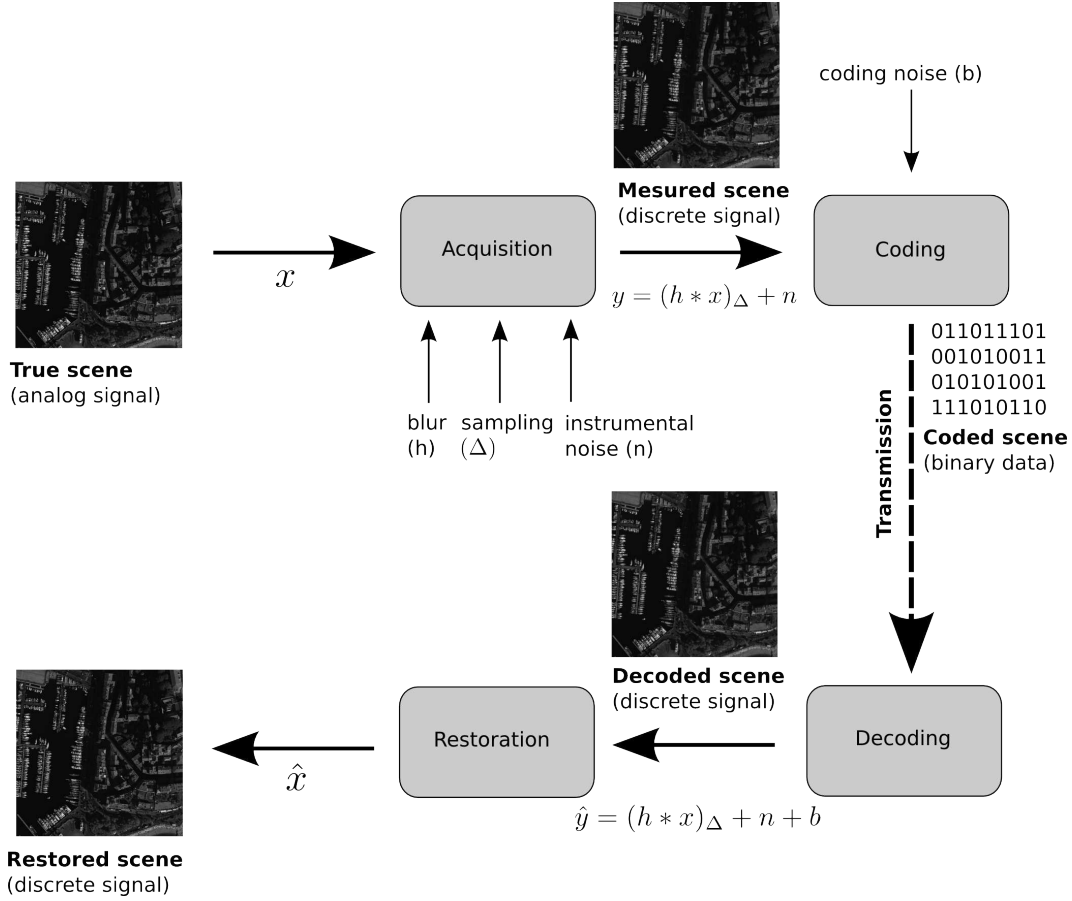 True scene
(analog signal)
x
Acquisition
blur
(h)
sampling
(Δ)
instrumental
noise (n)
Mesured scene
(discrete signal)
y = (h ∗ x)_Δ + n
coding noise (b)
Coding
011011101
001010011
010101001
111010110
Coded scene
(binary data)
Transmission
Decoding
Decoded scene
(discrete signal)
ŷ = (h ∗ x)_Δ + n + b
Restoration
x̂
Restored scene
(discrete signal)